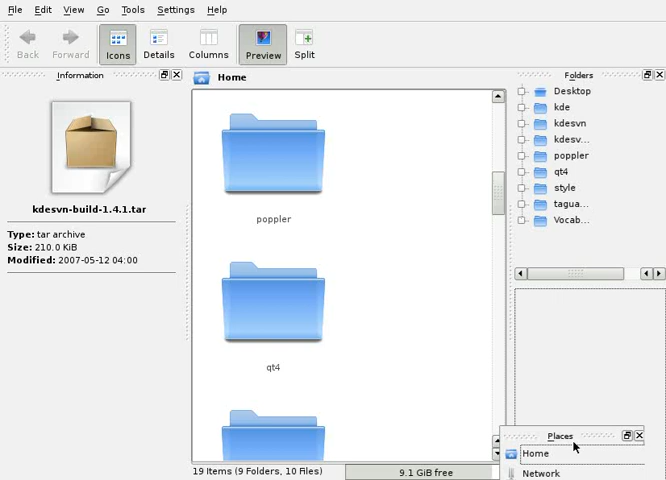 File Edit View Go Tools Settings Help
Back Forward Icons Details Columns Preview Split
Information
kdesvn-build-1.4.1.tar
Type: tar archive
Size: 210.0 KiB
Modified: 2007-05-12 04:00
Home
poppler
qt4
19 Items (9 Folders, 10 Files)
9.1 GiB free
Folders
Desktop
kde
kdesvn
kdesv...
poppler
qt4
style
tagua...
Vocab...
Places
Home
Network